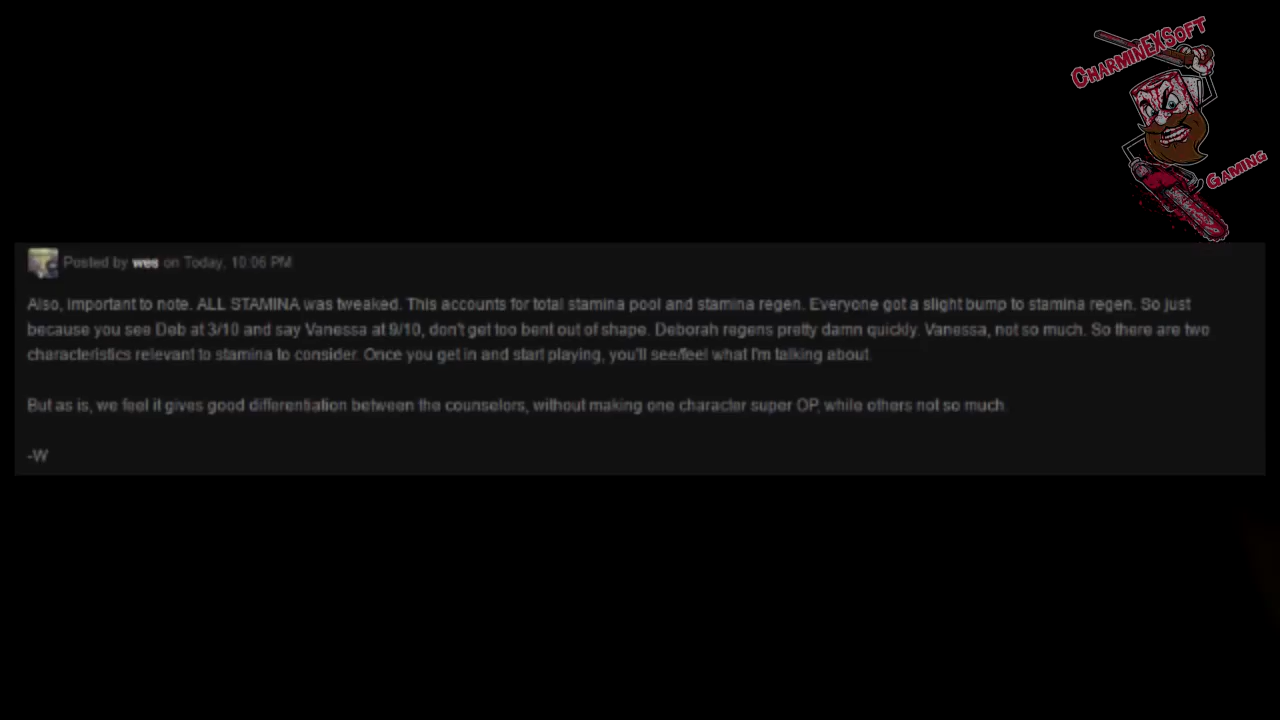 CHARMINEXSOFT
GAMING
Posted by wes on Today, 10:06 PM
Also, important to note. ALL STAMINA was tweaked. This accounts for total stamina pool and stamina regen. Everyone got a slight bump to stamina regen. So just
because you see Deb at 3/10 and say Vanessa at 9/10, don't get too bent out of shape. Deborah regens pretty damn quickly. Vanessa, not so much. So there are two
characteristics relevant to stamina to consider. Once you get in and start playing, you'll see/feel what I'm talking about.
But as is, we feel it gives good differentiation between the counselors, without making one character super OP, while others not so much.
-W